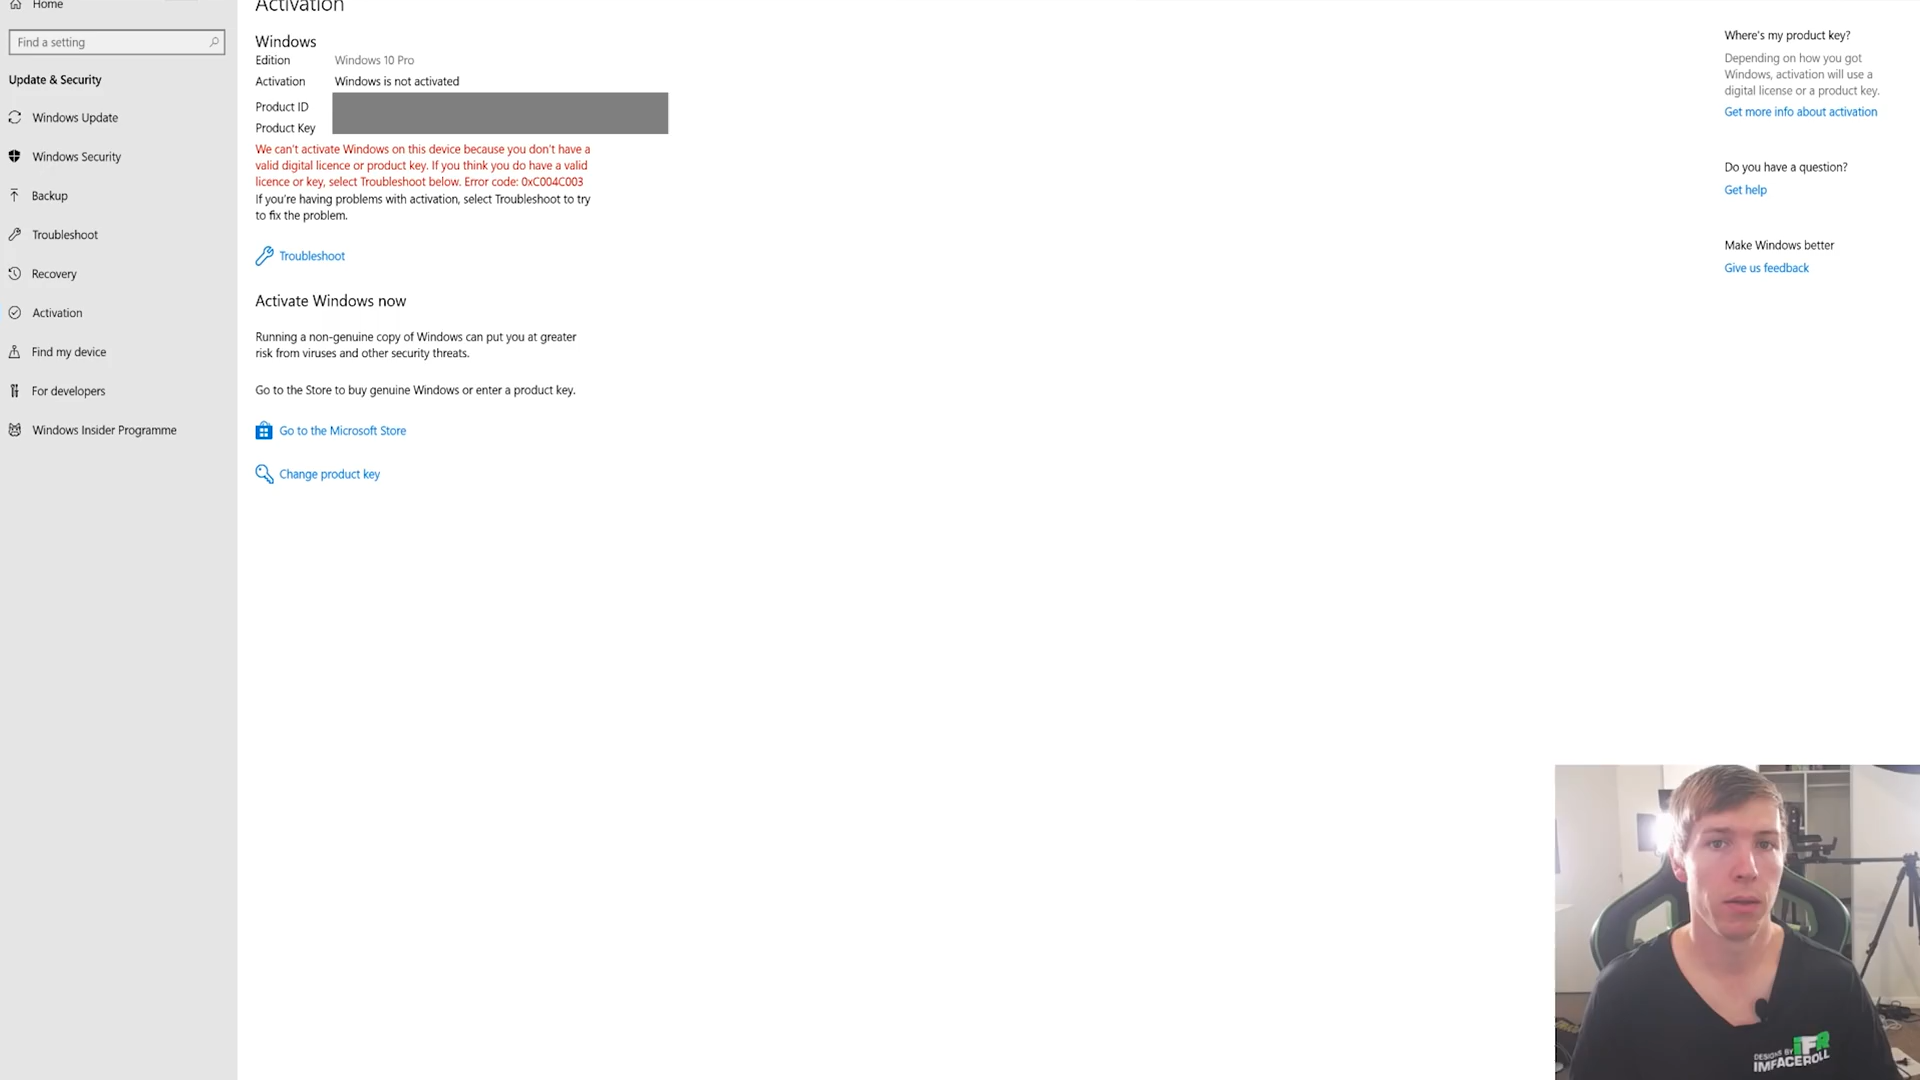 Home
Find a setting
Update & Security
Windows Update
Windows Security
Backup
Troubleshoot
Recovery
Activation
Find my device
For developers
Windows Insider Programme
Activation
Windows
Edition Windows 10 Pro
Activation Windows is not activated
Product ID
Product Key
We can't activate Windows on this device because you don't have a
valid digital licence or product key. If you think you do have a valid
licence or key, select Troubleshoot below. Error code: 0xC004C003
If you're having problems with activation, select Troubleshoot to try
to fix the problem.
Troubleshoot
Activate Windows now
Running a non-genuine copy of Windows can put you at greater
risk from viruses and other security threats.
Go to the Store to buy genuine Windows or enter a product key.
Go to the Microsoft Store
Change product key
Where's my product key?
Depending on how you got
Windows, activation will use a
digital license or a product key.
Get more info about activation
Do you have a question?
Get help
Make Windows better
Give us feedback
DESIGNS BY iFR
IMFACEROLL